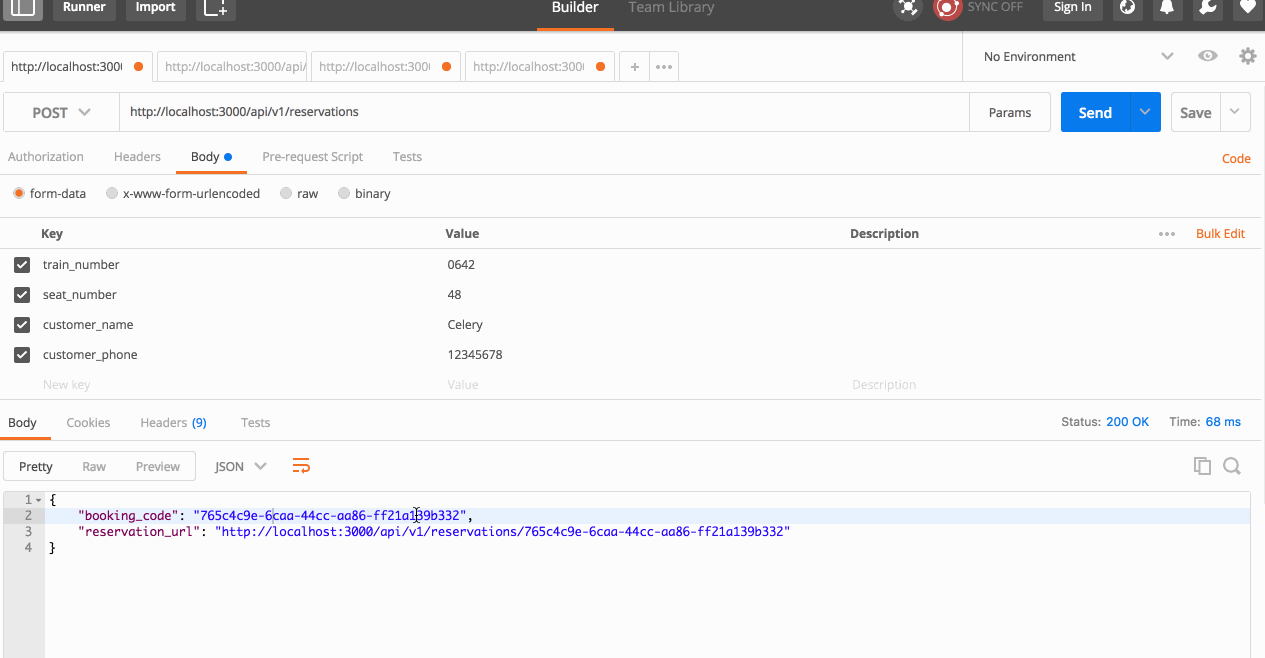 Runner Import Builder Team Library SYNC OFF Sign In
http://localhost:300 http://localhost:3000/api/ http://localhost:300 http://localhost:300 + No Environment
POST http://localhost:3000/api/v1/reservations Params Send Save
Authorization Headers Body Pre-request Script Tests Code
form-data x-www-form-urlencoded raw binary
Key Value Description Bulk Edit
train_number 0642
seat_number 48
customer_name Celery
customer_phone 12345678
New key Value Description
Body Cookies Headers (9) Tests Status: 200 OK Time: 68 ms
Pretty Raw Preview JSON
1 {
2 "booking_code": "765c4c9e-6caa-44cc-aa86-ff21a139b332",
3 "reservation_url": "http://localhost:3000/api/v1/reservations/765c4c9e-6caa-44cc-aa86-ff21a139b332"
4 }